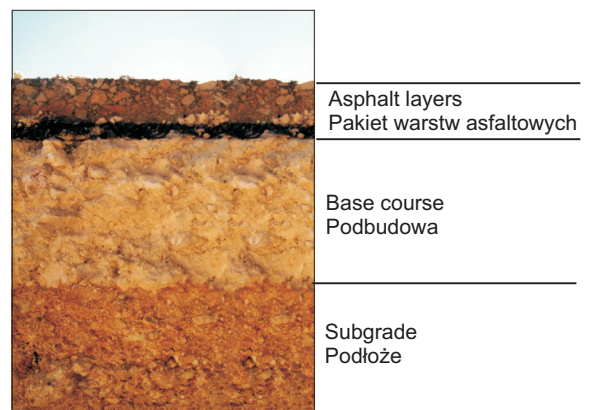 Asphalt layers
Pakiet warstw asfaltowych
Base course
Podbudowa
Subgrade
Podłoże